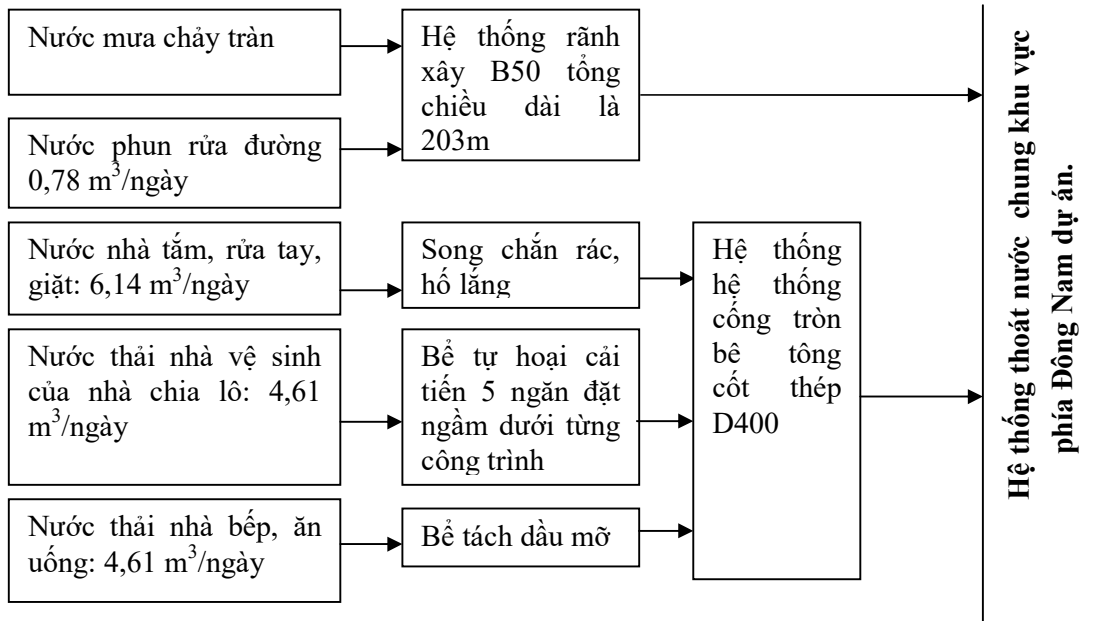 Nước mưa chảy tràn
Hệ thống rãnh
xây B50 tổng
chiều dài là
203m
Nước phun rửa đường
0,78 m³/ngày
Nước nhà tắm, rửa tay,
giặt: 6,14 m³/ngày
Song chắn rác,
hố lắng
Nước thải nhà vệ sinh
của nhà chia lô: 4,61
m³/ngày
Bể tự hoại cải
tiến 5 ngăn đặt
ngầm dưới từng
công trình
Nước thải nhà bếp, ăn
uống: 4,61 m³/ngày
Bể tách dầu mỡ
Hệ thống
hệ thống
cống tròn
bê tông
cốt thép
D400
Hệ thống thoát nước chung khu vực
phía Đông Nam dự án.